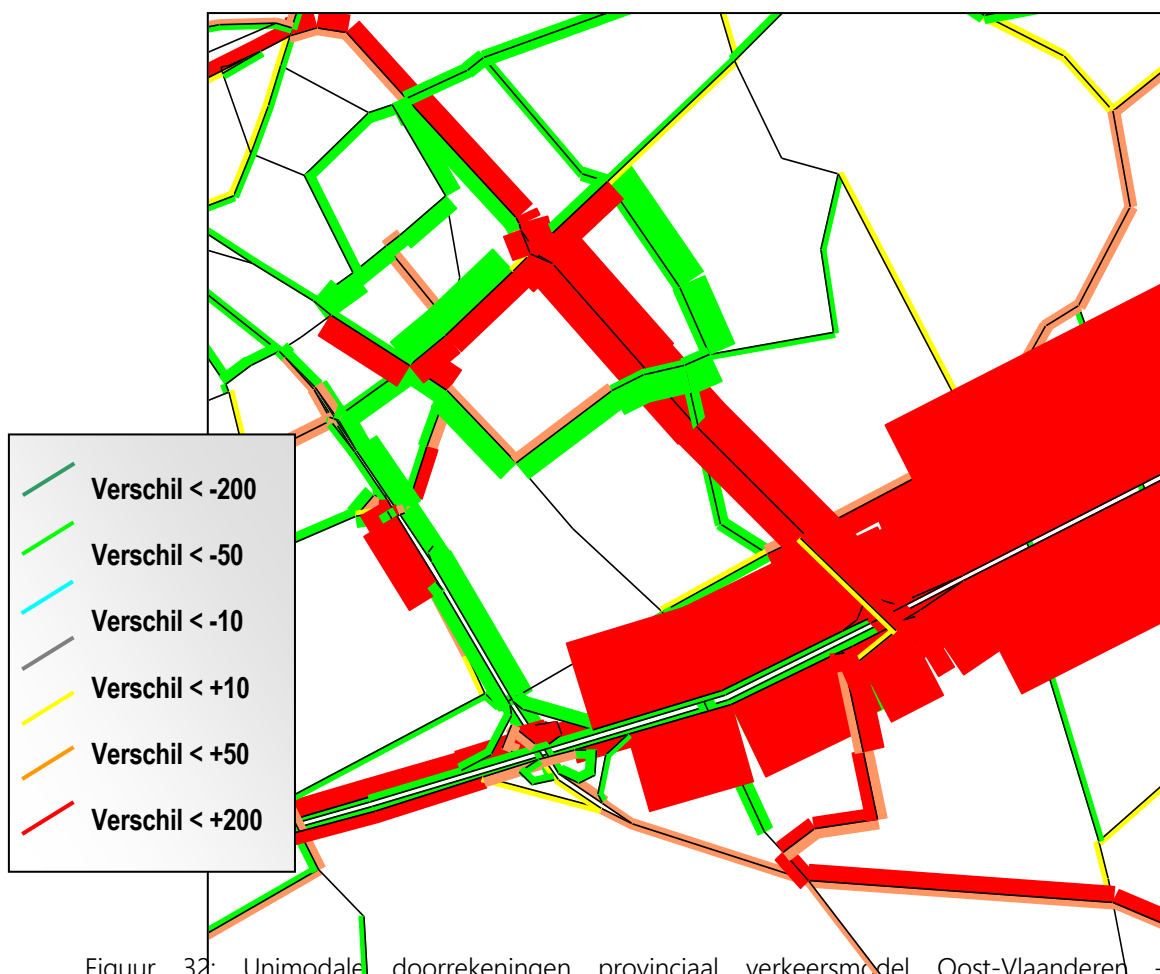 Verschil < -200
Verschil < -50
Verschil < -10
Verschil < +10
Verschil < +50
Verschil < +200
Figuur 32: Unimodale doorrekeningen provinciaal verkeersmodel Oost-Vlaanderen -